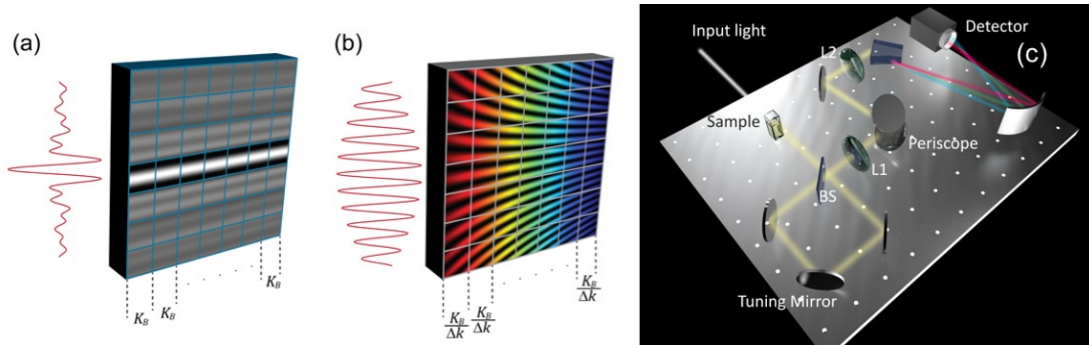 (a)
K_B
K_B
. . . . . .
K_B
(b)
K_B/Δk
K_B/Δk
. . . . . .
K_B/Δk
Input light
Detector
(c)
L2
Sample
Periscope
L1
BS
Tuning Mirror